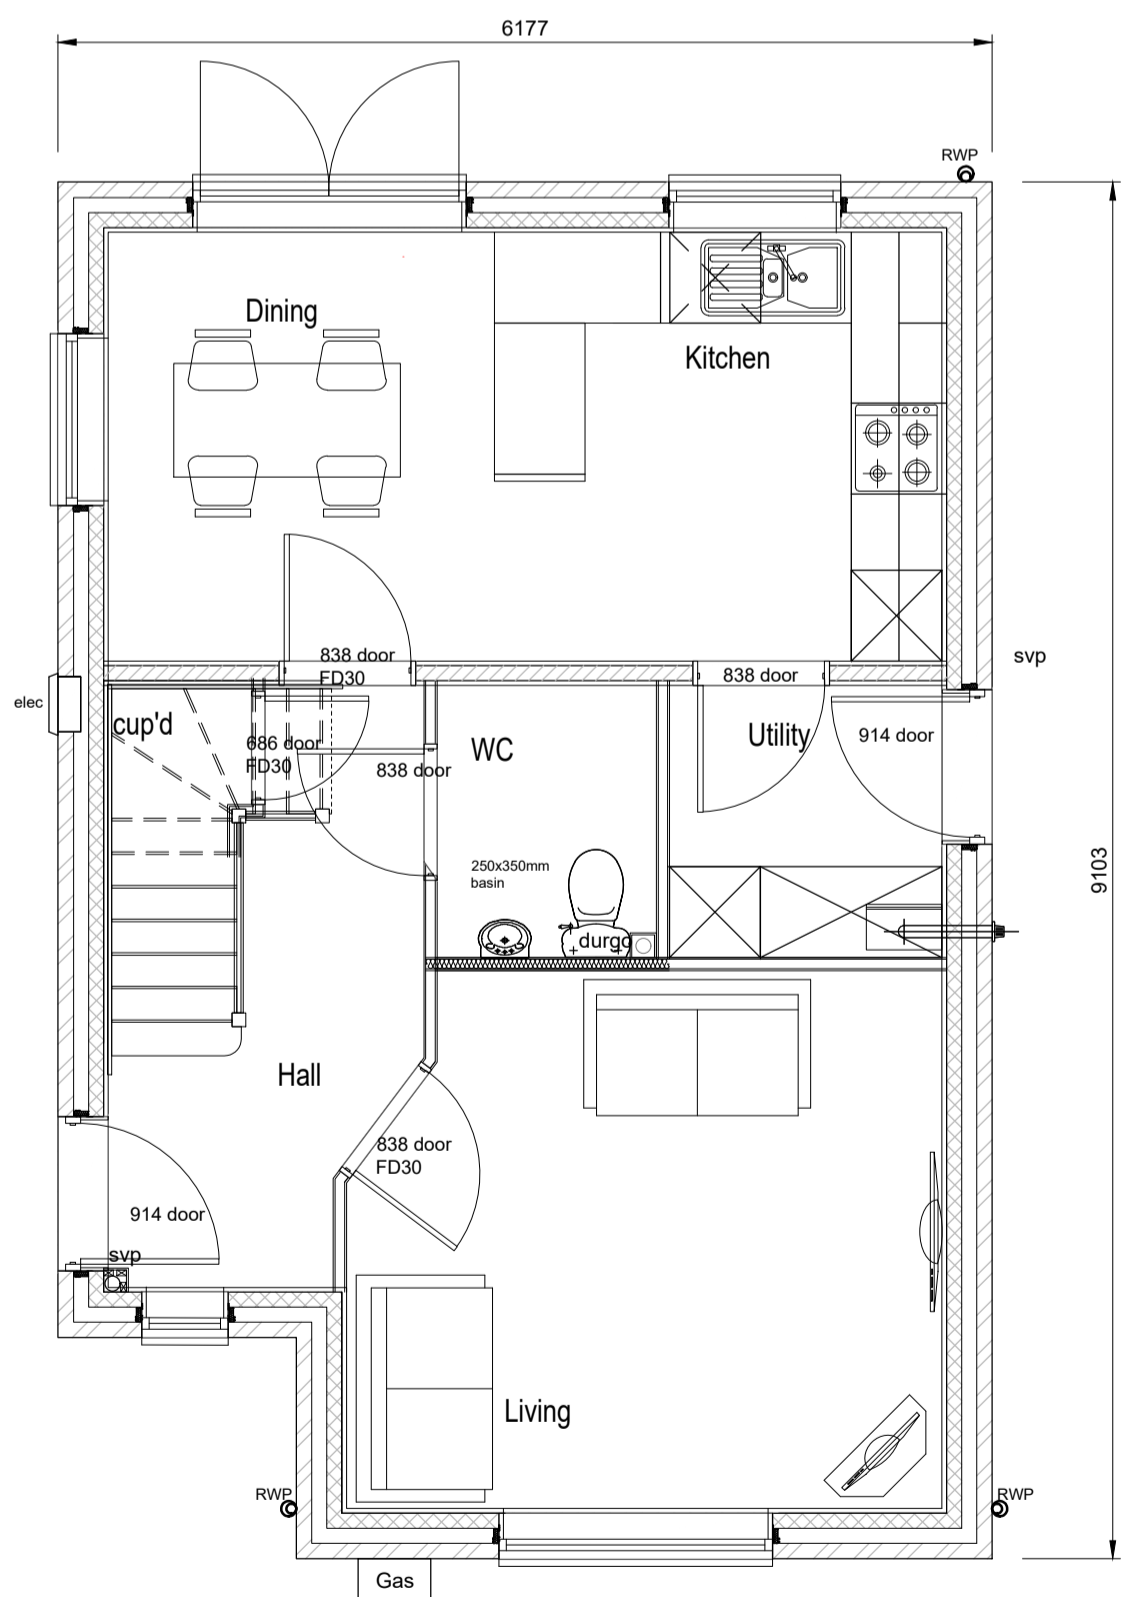 6177
RWP
Dining
Kitchen
838 door
FD30
838 door
svp
elec
cup'd
686 door
FD30
838 door
WC
Utility
914 door
9103
250x350mm
basin
durgo
Hall
838 door
FD30
914 door
svp
Living
RWP
RWP
Gas